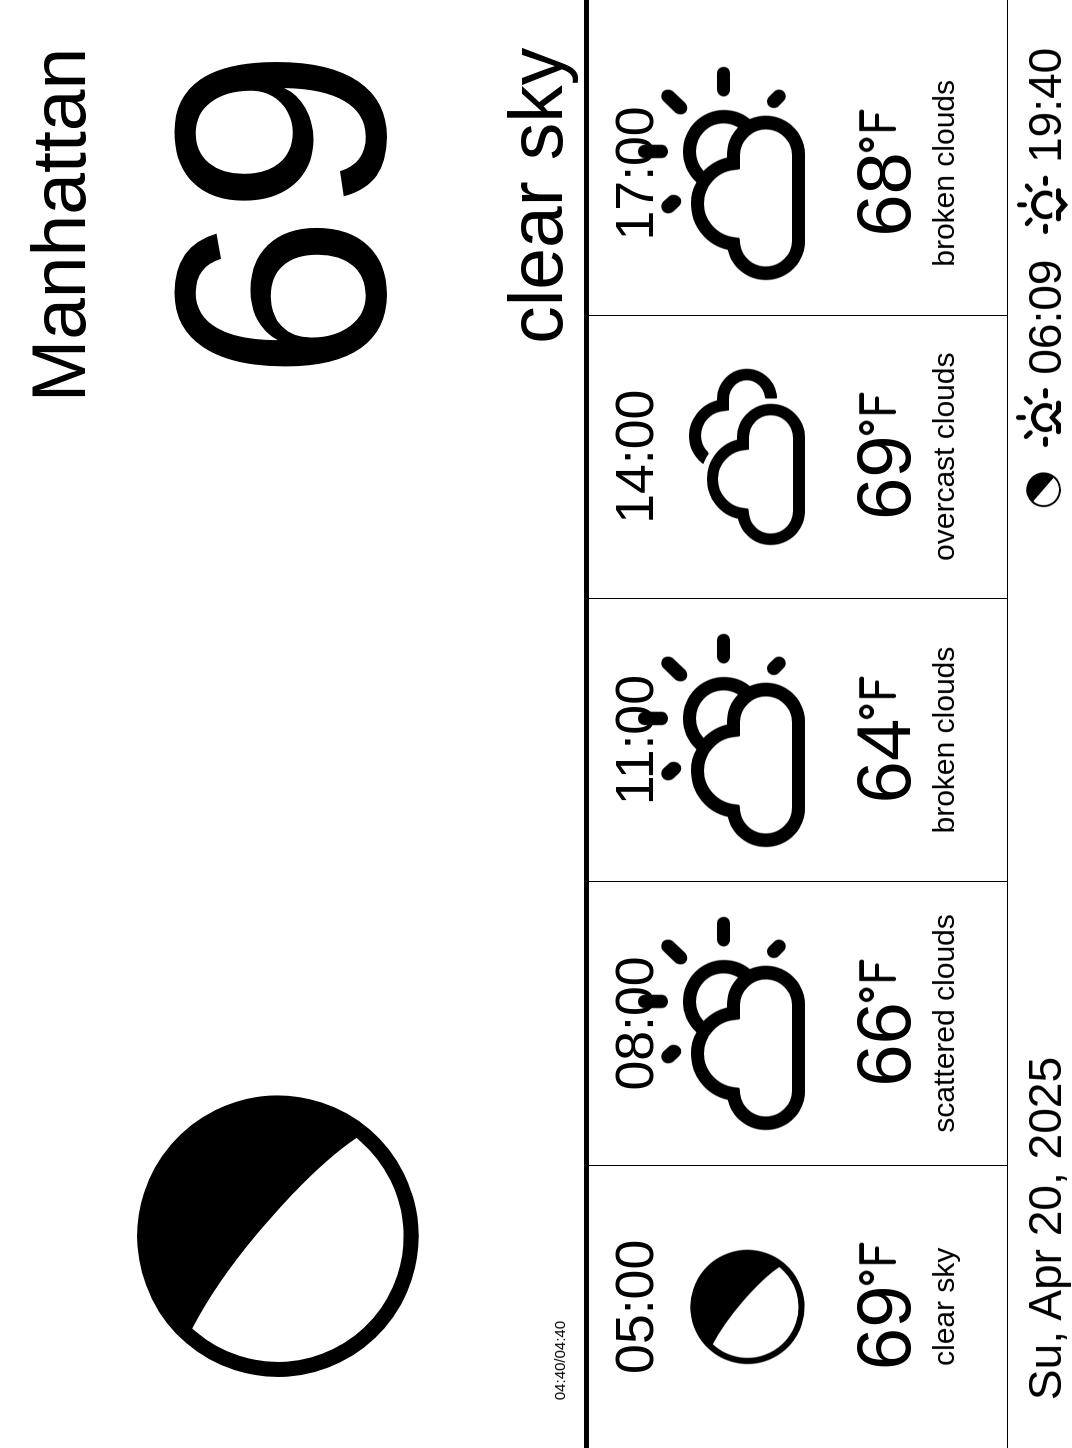 Manhattan
69
clear sky
04:40/04:40
05:00
69°F
clear sky
08:00
66°F
scattered clouds
11:00
64°F
broken clouds
14:00
69°F
overcast clouds
17:00
68°F
broken clouds
Su, Apr 20, 2025
06:09
19:40